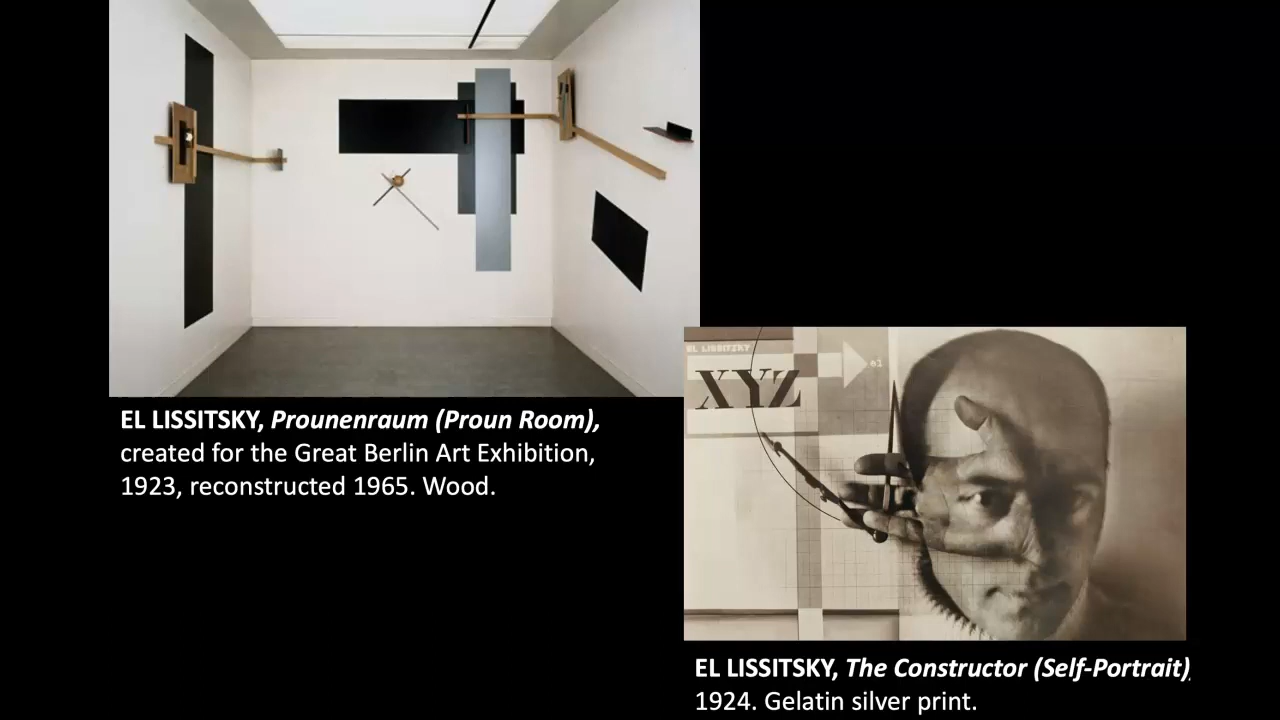 EL LISSITSKY, Prounenraum (Proun Room),
created for the Great Berlin Art Exhibition,
1923, reconstructed 1965. Wood.
EL LISSITZKY
XYZ
61
EL LISSITSKY, The Constructor (Self-Portrait),
1924. Gelatin silver print.